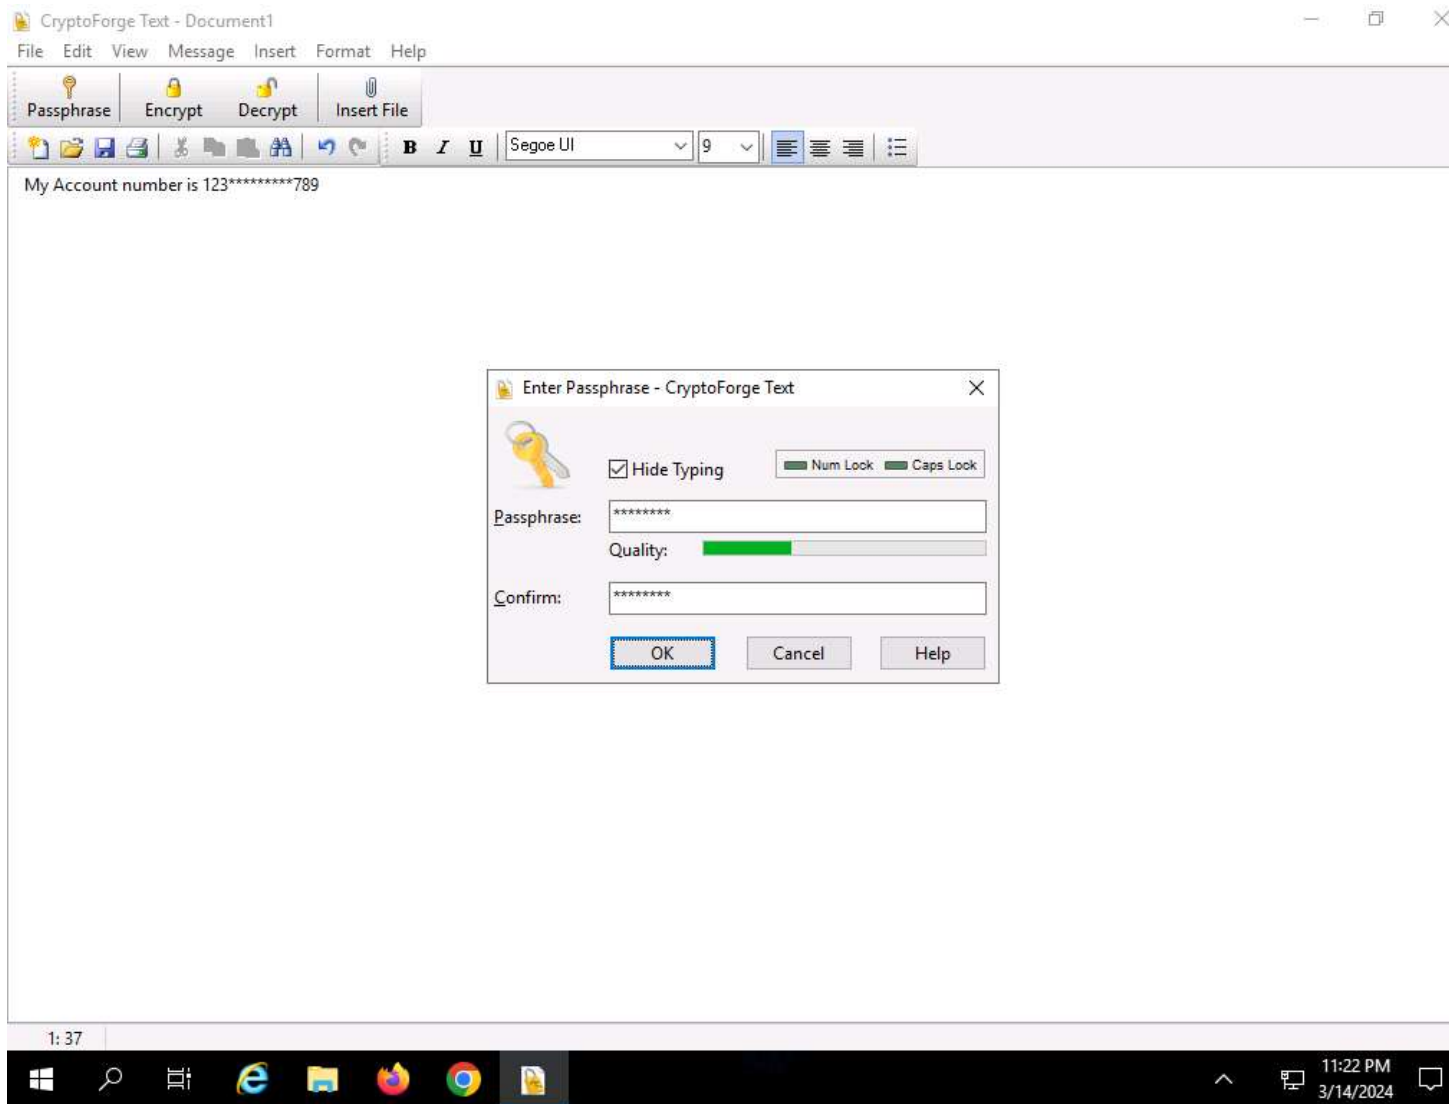 CryptoForge Text - Document1
File Edit View Message Insert Format Help
Passphrase Encrypt Decrypt Insert File
B I U Segoe UI 9
My Account number is 123*********789
Enter Passphrase - CryptoForge Text
Hide Typing Num Lock Caps Lock
Passphrase: ********
Quality:
Confirm: ********
OK Cancel Help
1: 37
11:22 PM
3/14/2024